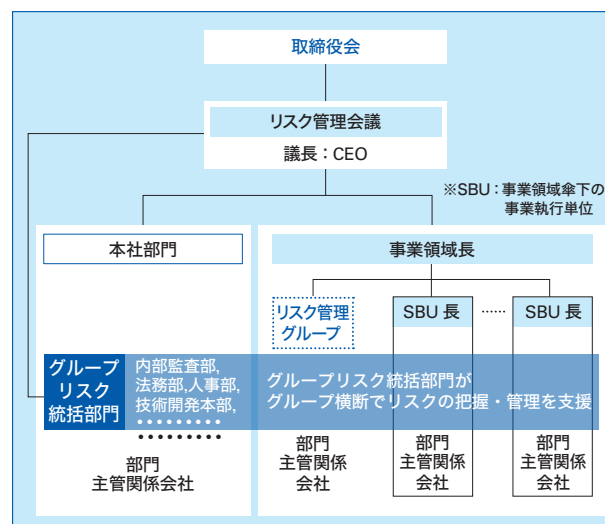 取締役会
リスク管理会議
議長：CEO
※SBU：事業領域傘下の
事業執行単位
本社部門
事業領域長
リスク管理
グループ
SBU 長
……
SBU 長
グループ
リスク
統括部門
内部監査部,
法務部,人事部,
技術開発本部,
•••••••••
•••••••••
グループリスク統括部門が
グループ横断でリスクの把握・管理を支援
部門
主管関係会社
部門
主管関係
会社
部門
主管関係
会社
部門
主管関係
会社